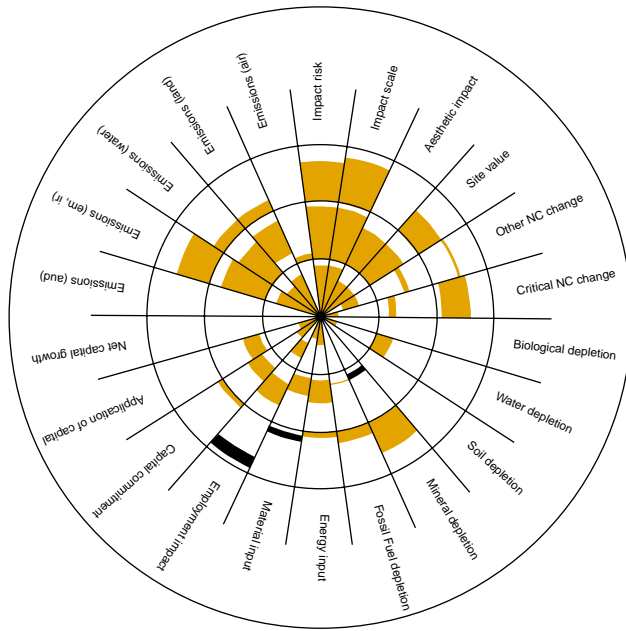 Impact risk
Impact scale
Aesthetic impact
Site value
Other NC change
Critical NC change
Biological depletion
Water depletion
Soil depletion
Mineral depletion
Fossil Fuel depletion
Energy input
Material input
Employment impact
Capital commitment
Application of capital
Net capital growth
Emissions (aud)
Emissions (em, ir)
Emissions (water)
Emissions (land)
Emissions (air)